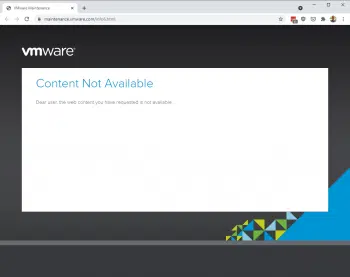 VMware Maintenance
maintenance.vmware.com/info0.html
vmware
Content Not Available
Dear user, the web content you have requested is not available.